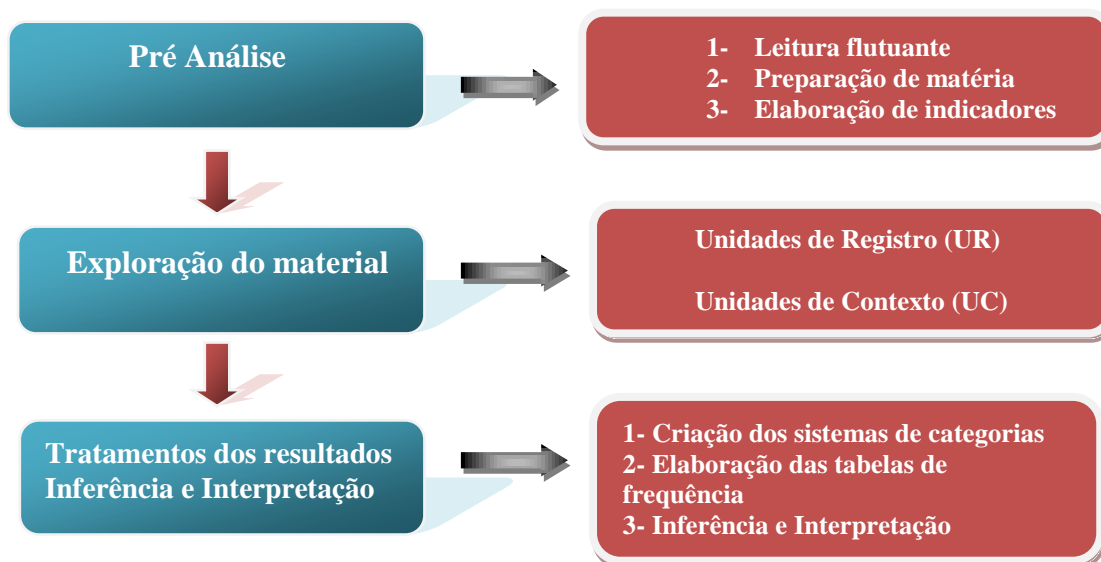 Pré Análise
1- Leitura flutuante
2- Preparação de matéria
3- Elaboração de indicadores
Exploração do material
Unidades de Registro (UR)
Unidades de Contexto (UC)
Tratamentos dos resultados
Inferência e Interpretação
1- Criação dos sistemas de categorias
2- Elaboração das tabelas de
frequência
3- Inferência e Interpretação